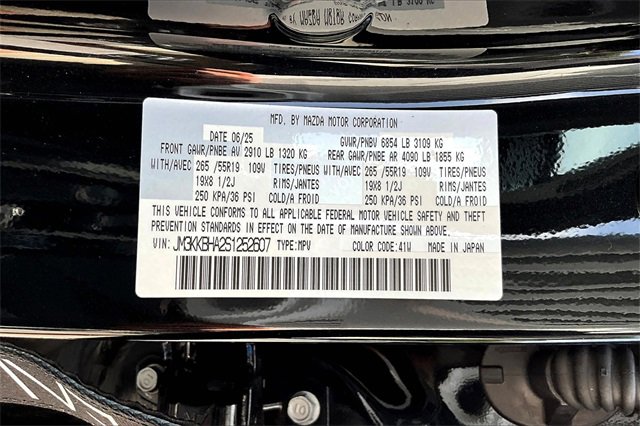 MFD. BY MAZDA MOTOR CORPORATION
DATE 06/25 GVWR/PNBV 6854 LB 3109 KG
FRONT GAWR/PNBE AV 2910 LB 1320 KG REAR GAWR/PNBE AR 4090 LB 1855 KG
WITH/AVEC 265 /55R19 109V TIRES/PNEUS WITH/AVEC 265 /55R19 109V TIRES/PNEUS
19X8 1/2J RIMS/JANTES 19X8 1/2J RIMS/JANTES
250 KPA/36 PSI COLD/A FROID 250 KPA/36 PSI COLD/A FROID
THIS VEHICLE CONFORMS TO ALL APPLICABLE FEDERAL MOTOR VEHICLE SAFETY AND THEFT
PREVENTION STANDARDS IN EFFECT ON THE DATE OF MANUFACTURE SHOWN ABOVE.
VIN: JM3KKBHA2S1252607 TYPE:MPV COLOR CODE:41W MADE IN JAPAN